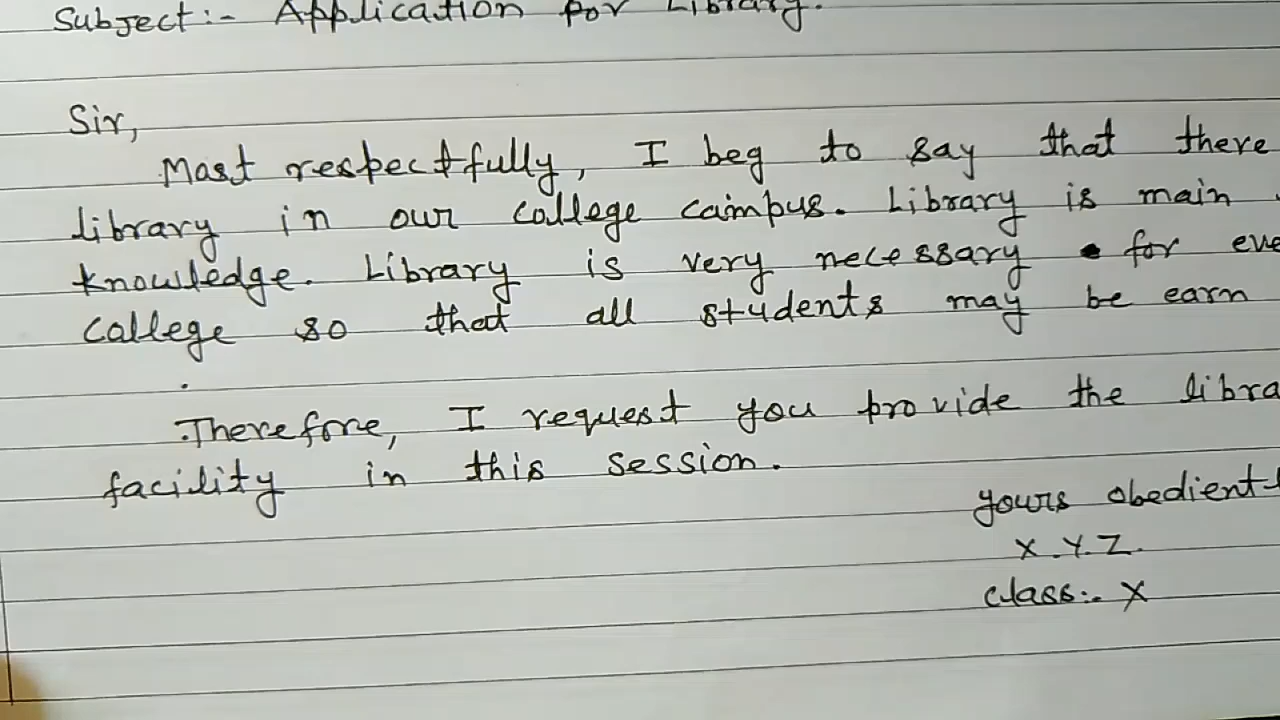 Subject:- Application for Library.
Sir,
Mast respectfully, I beg to say that there
library in our college campus. Library is main
knowledge. Library is very necessary for eve
college so that all students may be earn
Therefore, I request you provide the libra
facility in this session.
yours obedientl
X.Y.Z.
class:- X